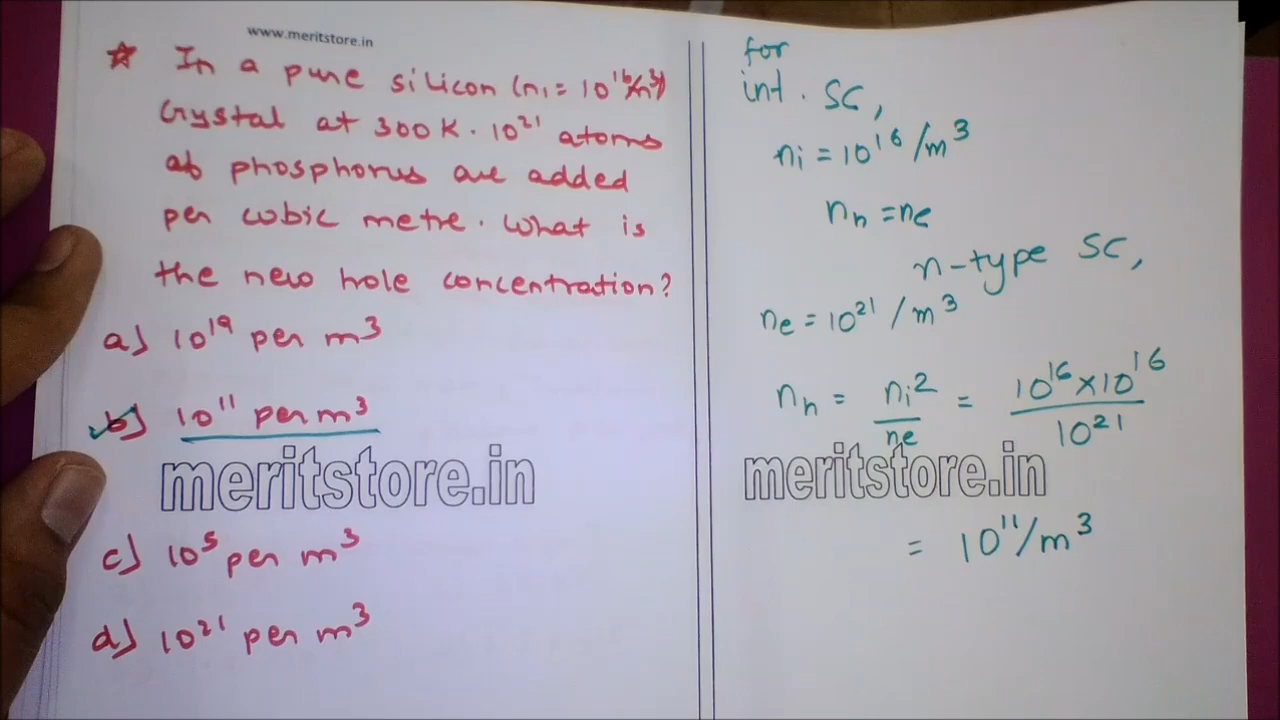 www.meritstore.in
☆ In a pure silicon (ni = 10¹⁶/m³)
crystal at 300K. 10²¹ atoms
of phosphorus are added
per cubic metre. What is
the new hole concentration?
a) 10¹⁹ per m³
b) 10¹¹ per m³
meritstore.in
c) 10⁵ per m³
d) 10²¹ per m³
for
int. SC,
ni = 10¹⁶/m³
nh = ne
n-type SC,
ne = 10²¹/m³
nh = ni²/ne = 10¹⁶×10¹⁶/10²¹
meritstore.in
= 10¹¹/m³